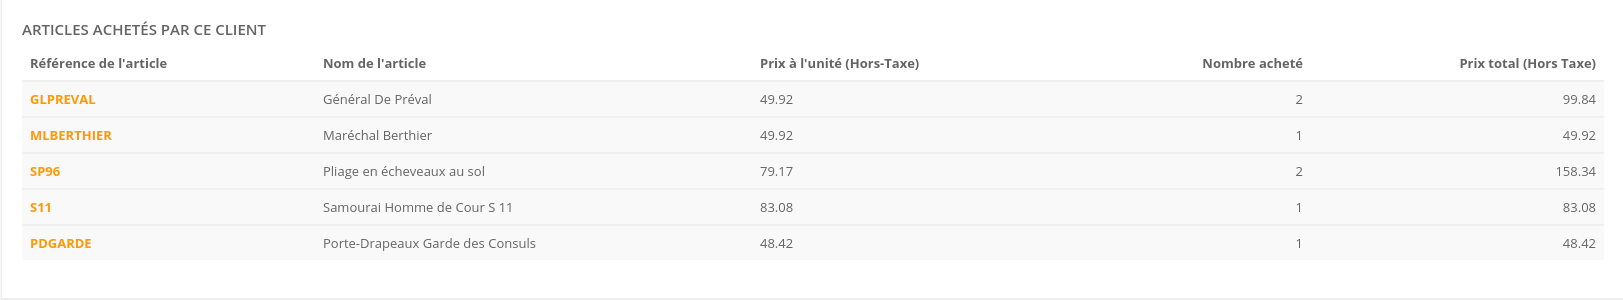 ARTICLES ACHETÉS PAR CE CLIENT
Référence de l'article Nom de l'article Prix à l'unité (Hors-Taxe) Nombre acheté Prix total (Hors Taxe)
GLPREVAL Général De Préval 49.92 2 99.84
MLBERTHIER Maréchal Berthier 49.92 1 49.92
SP96 Pliage en écheveaux au sol 79.17 2 158.34
S11 Samourai Homme de Cour S 11 83.08 1 83.08
PDGARDE Porte-Drapeaux Garde des Consuls 48.42 1 48.42